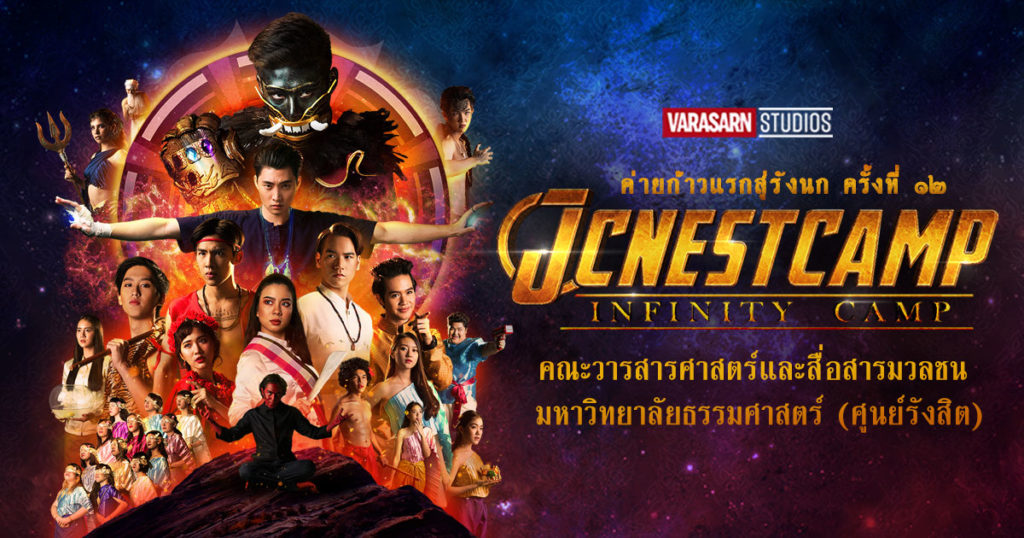 VARASARN STUDIOS
ค่ายก้าวแรกสู่รังนก ครั้งที่ ๑๒
J.CNESTCAMP
INFINITY CAMP
คณะวารสารศาสตร์และสื่อสารมวลชน
มหาวิทยาลัยธรรมศาสตร์ (ศูนย์รังสิต)